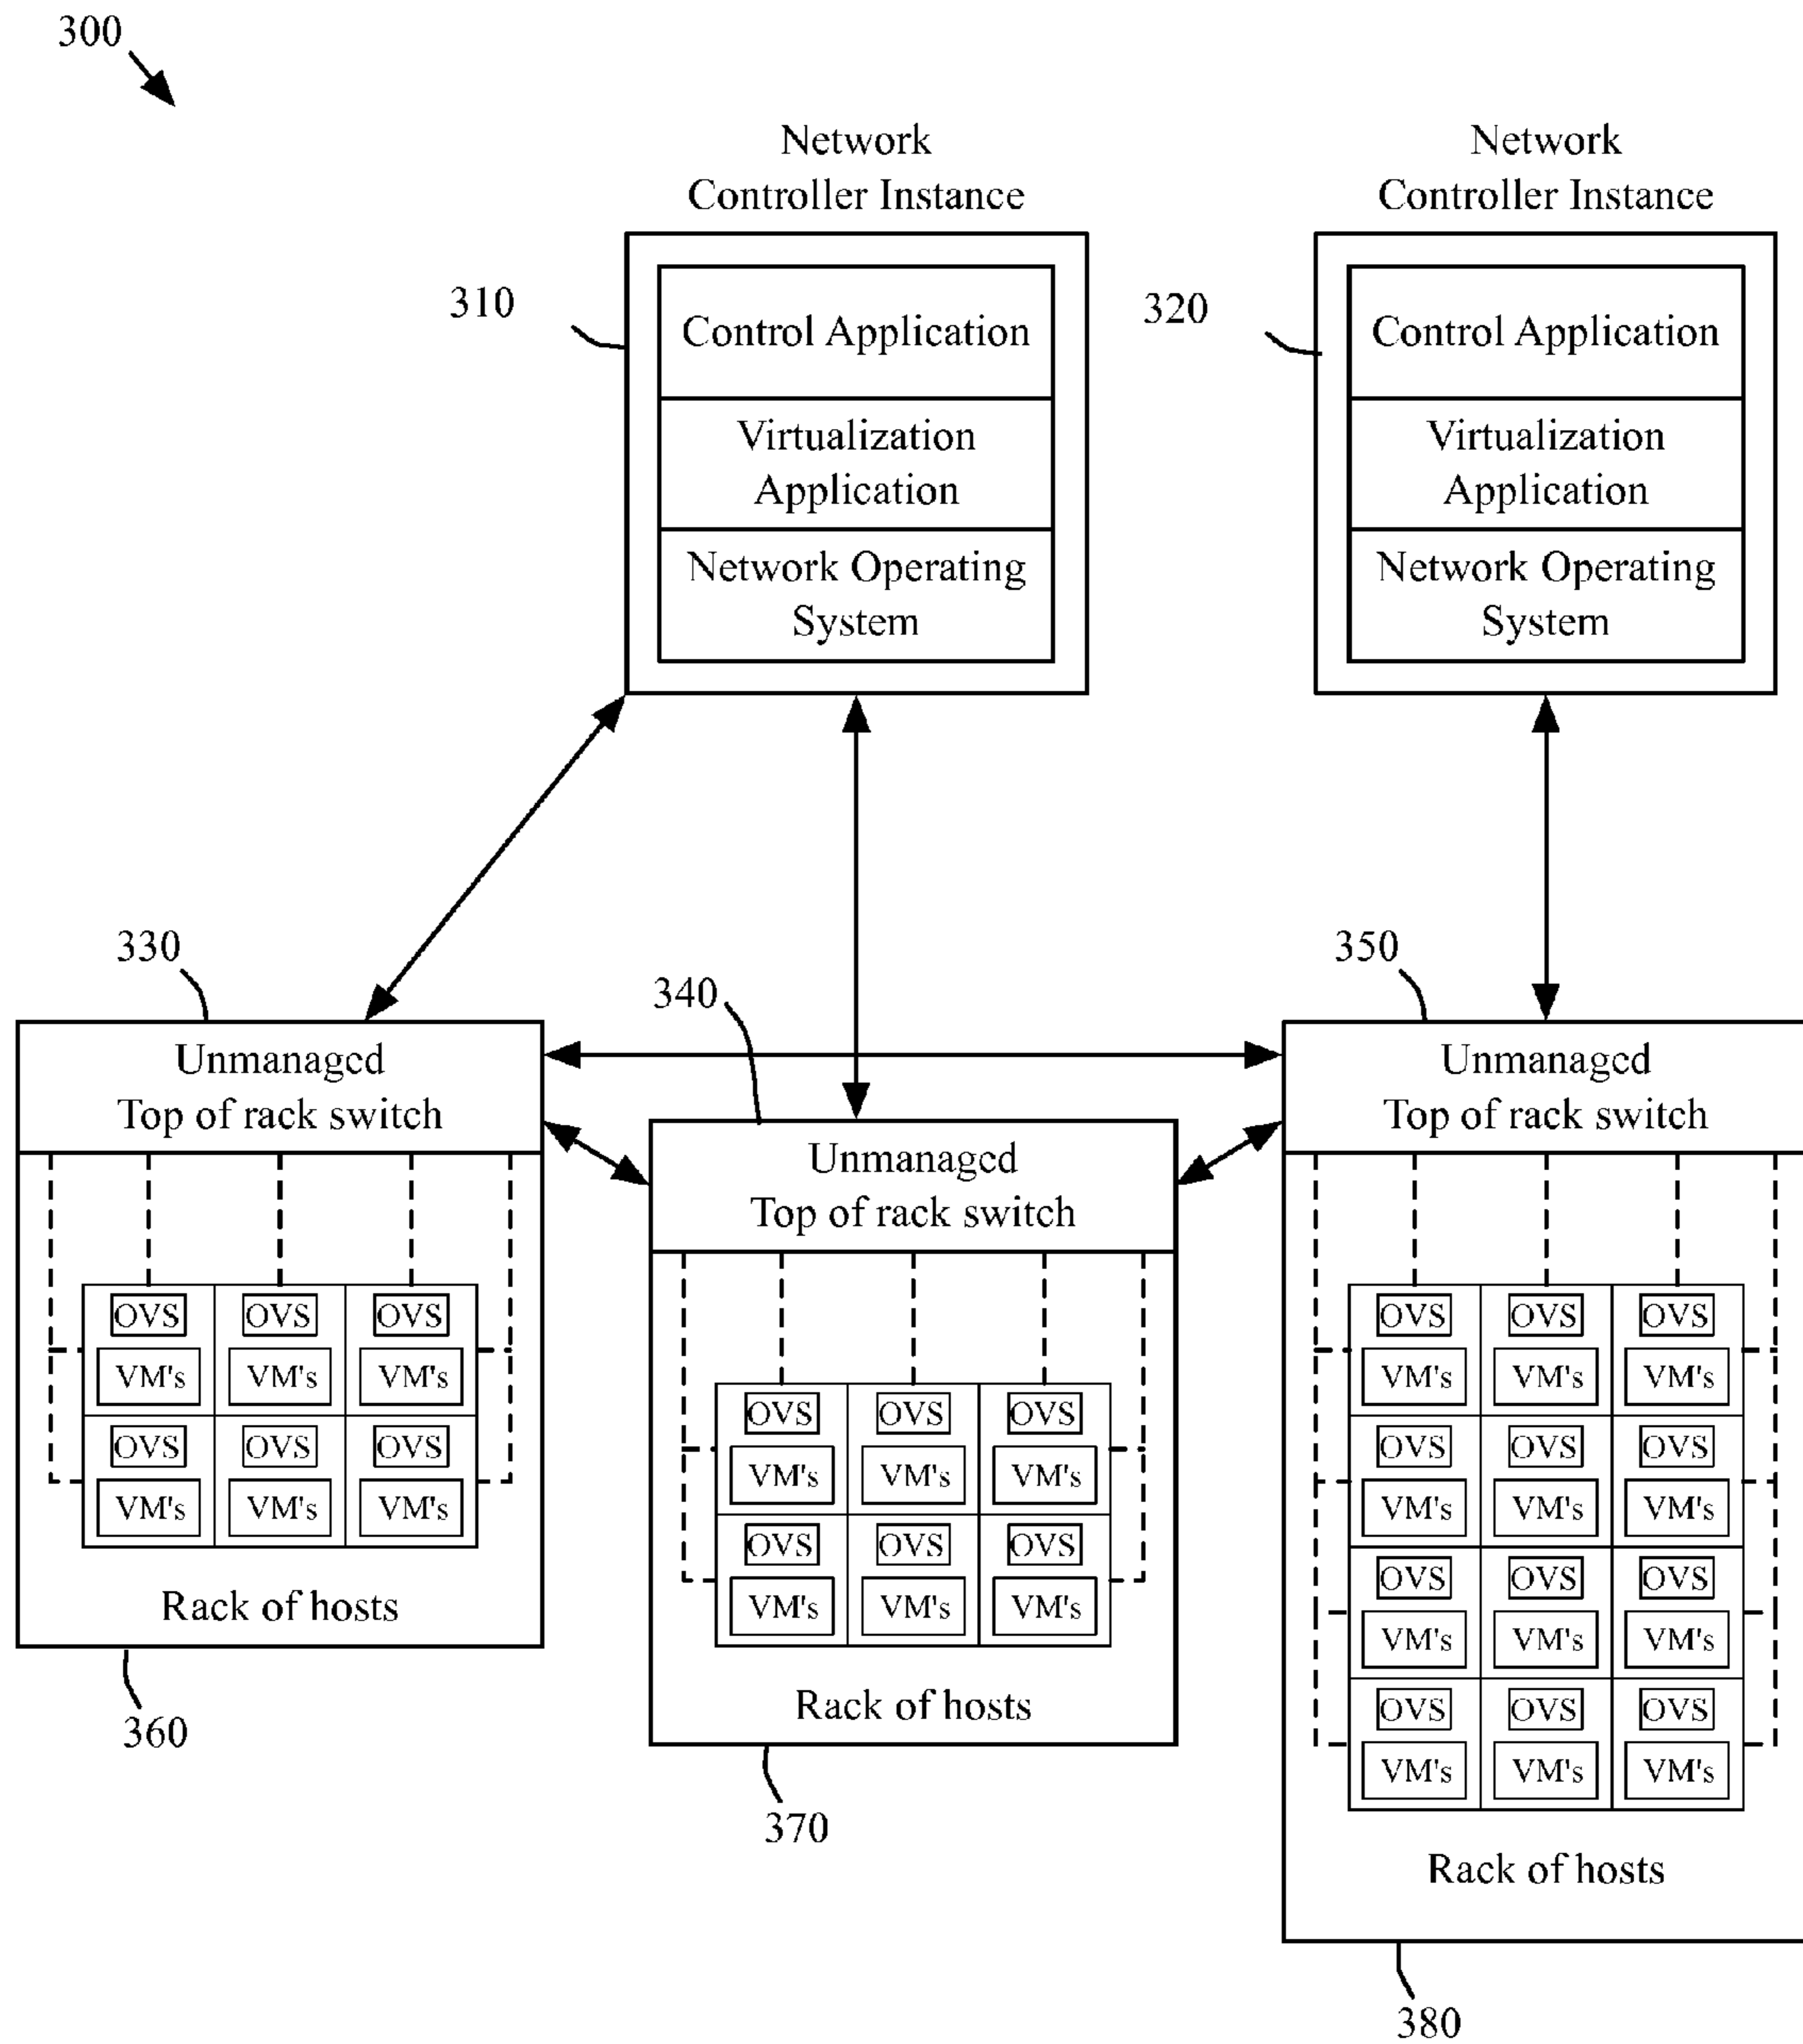 300
Network
Controller Instance
Network
Controller Instance
310
Control Application
Virtualization
Application
Network Operating
System
320
Control Application
Virtualization
Application
Network Operating
System
330
340
350
Unmanaged
Top of rack switch
Unmanaged
Top of rack switch
Unmanaged
Top of rack switch
OVS OVS OVS
VM's VM's VM's
OVS OVS OVS
VM's VM's VM's
Rack of hosts
360
OVS OVS OVS
VM's VM's VM's
OVS OVS OVS
VM's VM's VM's
Rack of hosts
370
OVS OVS OVS
VM's VM's VM's
OVS OVS OVS
VM's VM's VM's
OVS OVS OVS
VM's VM's VM's
OVS OVS OVS
VM's VM's VM's
Rack of hosts
380